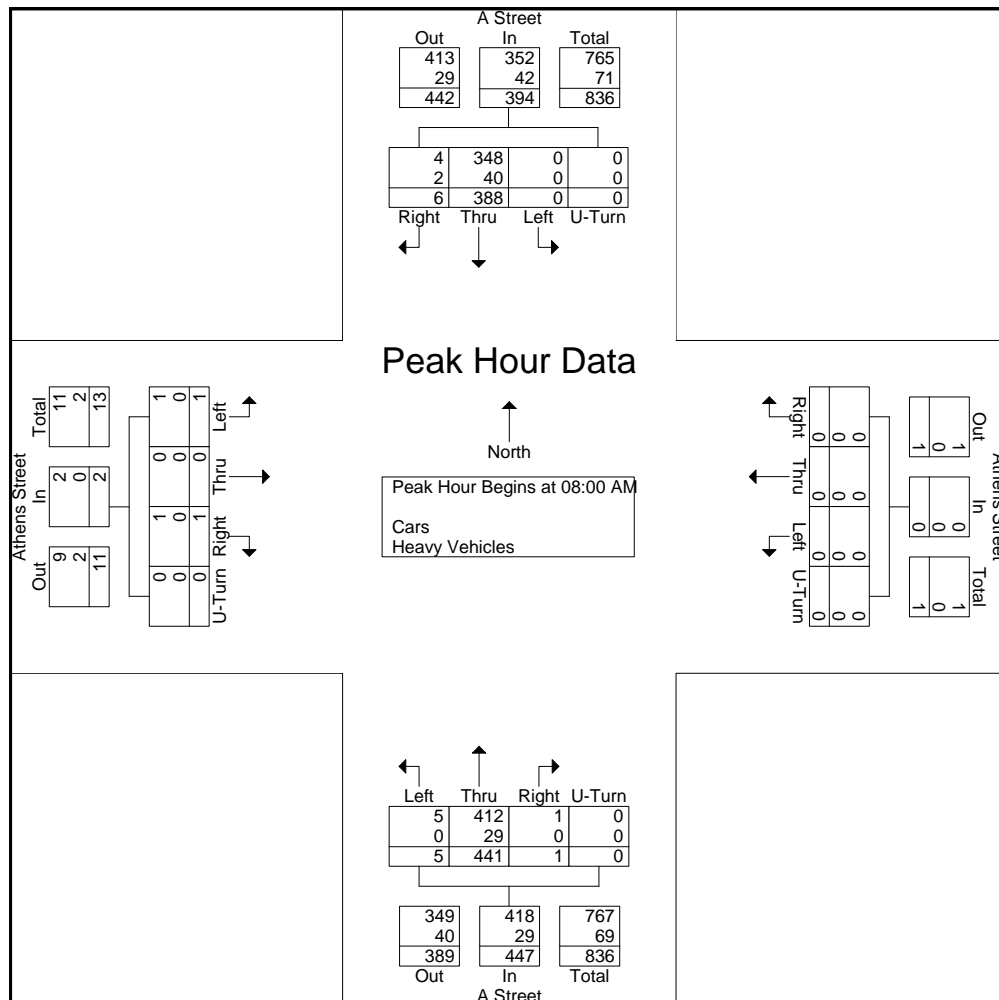 A Street
Out In Total
413 352 765
29 42 71
442 394 836
4 348 0 0
2 40 0 0
6 388 0 0
Right Thru Left U-Turn
Peak Hour Data
North
Peak Hour Begins at 08:00 AM
Cars
Heavy Vehicles
Athens Street
Out In Total
9 2 11
2 0 2
11 2 13
U-Turn Right Thru Left
0 1 0 1
0 0 0 0
0 1 0 1
Athens Street
Out In Total
1 0 1
0 0 0
1 0 1
Right Thru Left U-Turn
0 0 0 0
0 0 0 0
0 0 0 0
Left Thru Right U-Turn
5 412 1 0
0 29 0 0
5 441 1 0
349 418 767
40 29 69
389 447 836
Out In Total
A Street